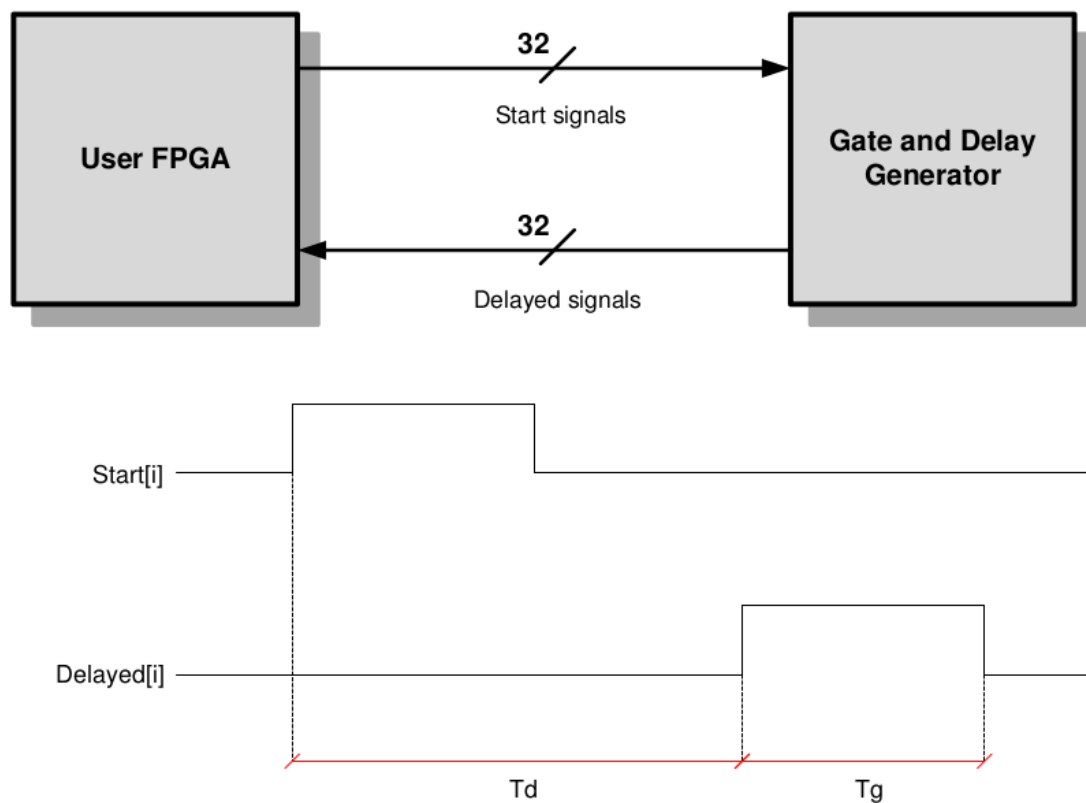 32
Start signals
User FPGA
Gate and Delay
Generator
32
Delayed signals
Start[i]
Delayed[i]
Td
Tg